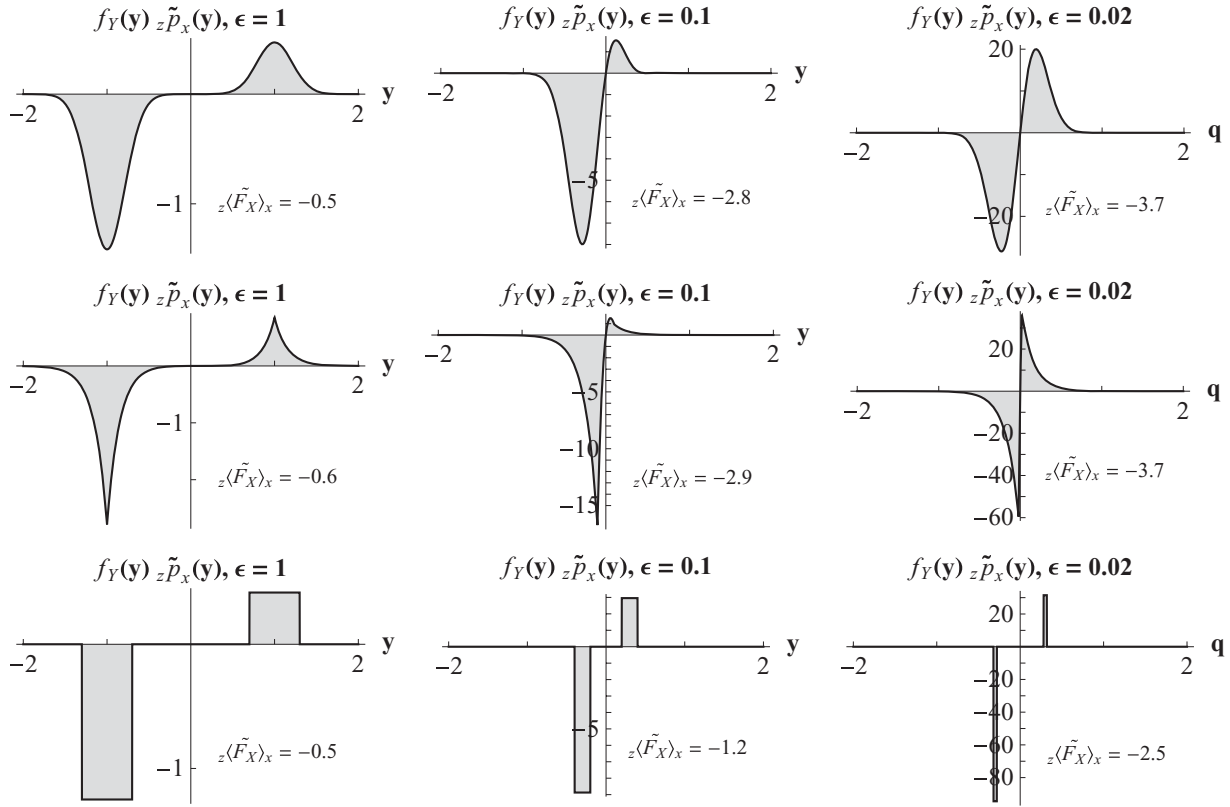 f_Y(y) _z p̃_x(y), ϵ = 1
y
-2
2
-1
_z⟨F̃_X⟩_x = −0.5
f_Y(y) _z p̃_x(y), ϵ = 0.1
y
-2
2
-5
_z⟨F̃_X⟩_x = −2.8
f_Y(y) _z p̃_x(y), ϵ = 0.02
20
q
-2
2
-20
_z⟨F̃_X⟩_x = −3.7
f_Y(y) _z p̃_x(y), ϵ = 1
y
-2
2
-1
_z⟨F̃_X⟩_x = −0.6
f_Y(y) _z p̃_x(y), ϵ = 0.1
y
-2
2
-5
-10
-15
_z⟨F̃_X⟩_x = −2.9
f_Y(y) _z p̃_x(y), ϵ = 0.02
20
q
-2
2
-20
-40
-60
_z⟨F̃_X⟩_x = −3.7
f_Y(y) _z p̃_x(y), ϵ = 1
y
-2
2
-1
_z⟨F̃_X⟩_x = −0.5
f_Y(y) _z p̃_x(y), ϵ = 0.1
y
-2
2
-5
_z⟨F̃_X⟩_x = −1.2
f_Y(y) _z p̃_x(y), ϵ = 0.02
20
q
-2
2
-20
-40
-60
-80
_z⟨F̃_X⟩_x = −2.5